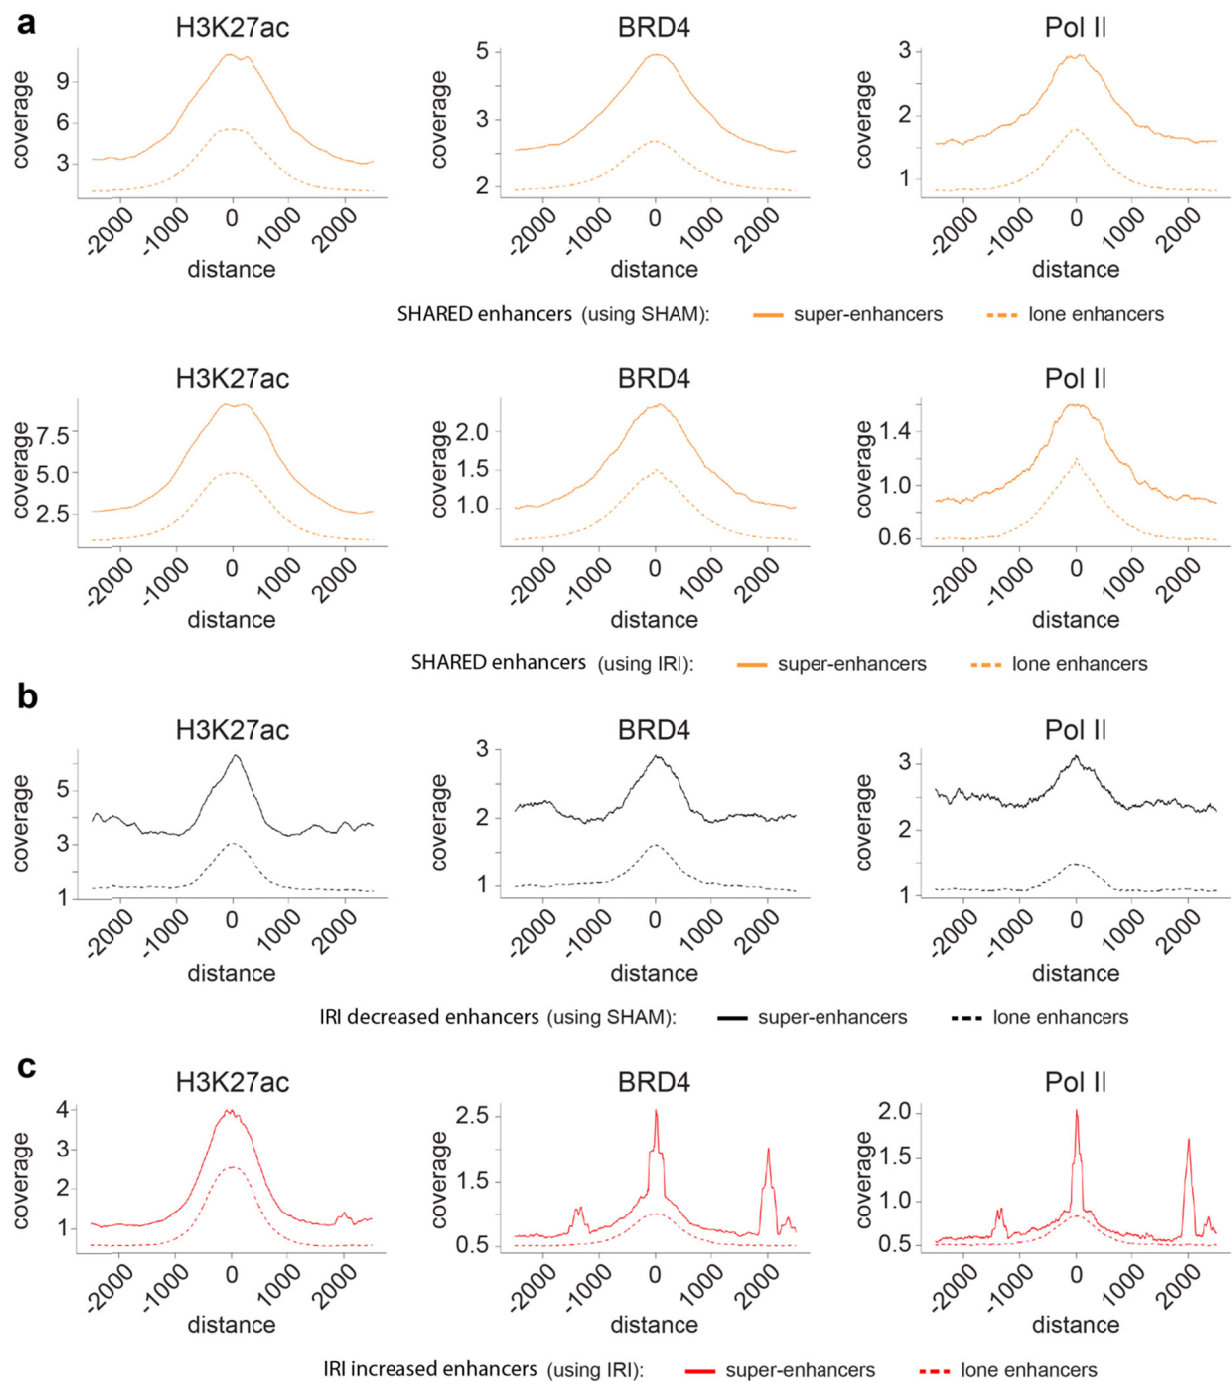 a
H3K27ac BRD4 Pol II
coverage 9 6 3 coverage 5 3 2 coverage 3 2 1
-2000 -1000 0 1000 2000 -2000 -1000 0 1000 2000 -2000 -1000 0 1000 2000
distance distance distance
SHARED enhancers (using SHAM): super-enhancers lone enhancers
H3K27ac BRD4 Pol II
coverage 7.5 5.0 2.5 coverage 2.0 1.5 1.0 coverage 1.4 1.0 0.6
-2000 -1000 0 1000 2000 -2000 -1000 0 1000 2000 -2000 -1000 0 1000 2000
distance distance distance
SHARED enhancers (using IRI): super-enhancers lone enhancers
b
H3K27ac BRD4 Pol II
coverage 5 3 1 coverage 3 2 1 coverage 3 2 1
-2000 -1000 0 1000 2000 -2000 -1000 0 1000 2000 -2000 -1000 0 1000 2000
distance distance distance
IRI decreased enhancers (using SHAM): super-enhancers lone enhancers
c
H3K27ac BRD4 Pol II
coverage 4 3 2 1 coverage 2.5 1.5 0.5 coverage 2.0 1.5 1.0 0.5
-2000 -1000 0 1000 2000 -2000 -1000 0 1000 2000 -2000 -1000 0 1000 2000
distance distance distance
IRI increased enhancers (using IRI): super-enhancers lone enhancers